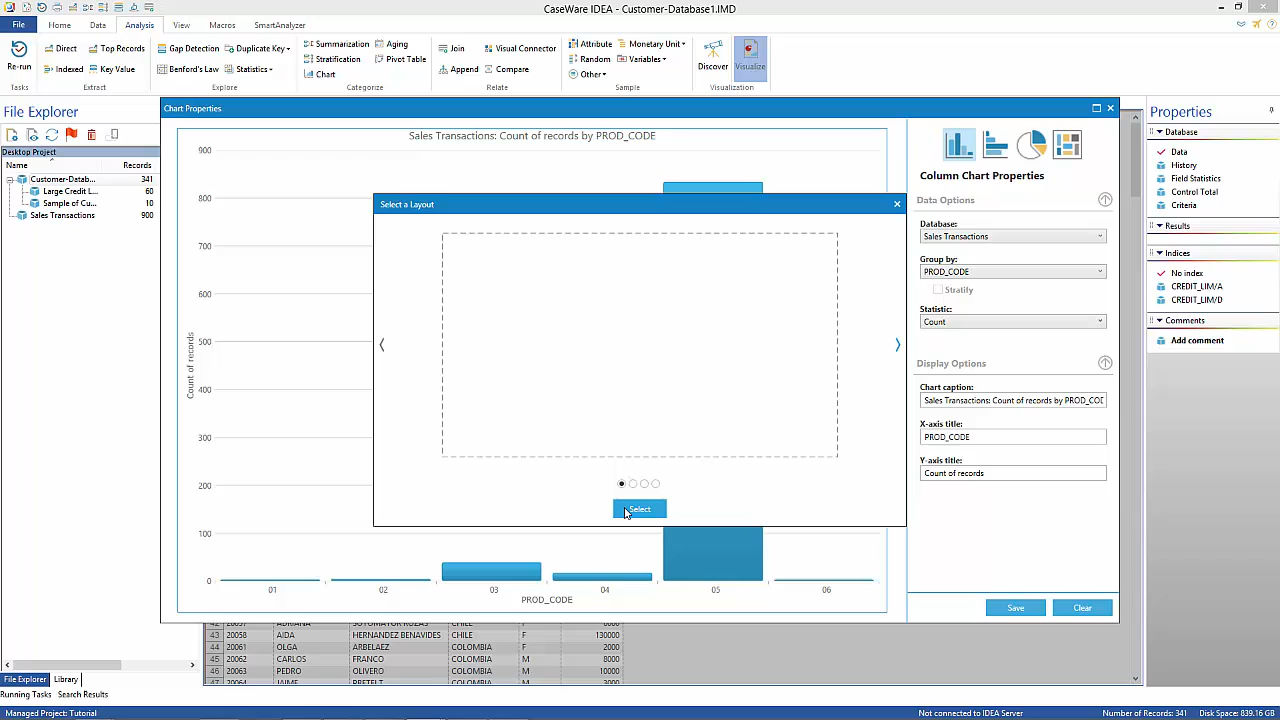 CaseWare IDEA - Customer-Database1.IMD
File Home Data Analysis View Macros SmartAnalyzer
Re-run
Tasks
Direct Top Records
Indexed Key Value
Extract
Gap Detection Duplicate Key
Benford's Law Statistics
Explore
Summarization Aging
Stratification Pivot Table
Chart
Categorize
Join Visual Connector
Append Compare
Relate
Attribute Monetary Unit
Random Variables
Other
Sample
Discover Visualize
Visualization
File Explorer
Desktop Project
Name Records
Customer-Datab... 341
Large Credit L... 60
Sample of Cu... 10
Sales Transactions 900
File Explorer Library
Running Tasks Search Results
Managed Project: Tutorial
Chart Properties
Sales Transactions: Count of records by PROD_CODE
900
800
700
600
500
400
300
200
100
0
Count of records
01 02 03 04 05 06
PROD_CODE
Select a Layout
Select
Column Chart Properties
Data Options
Database:
Sales Transactions
Group by:
PROD_CODE
Stratify
Statistic:
Count
Display Options
Chart caption:
Sales Transactions: Count of records by PROD_COD
X-axis title:
PROD_CODE
Y-axis title:
Count of records
Save Clear
43 20058 AIDA HERNANDEZ BENAVIDES CHILE F 130000
44 20061 OLGA ARBELAEZ COLOMBIA F 2000
45 20062 CARLOS FRANCO COLOMBIA M 8000
46 20063 PEDRO OLIVERO COLOMBIA M 10000
47 20064 JAIME PRETELT COLOMBIA M 3000
Properties
Database
Data
History
Field Statistics
Control Total
Criteria
Results
Indices
No index
CREDIT_LIM/A
CREDIT_LIM/D
Comments
Add comment
Not connected to IDEA Server Number of Records: 341 Disk Space: 839.16 GB